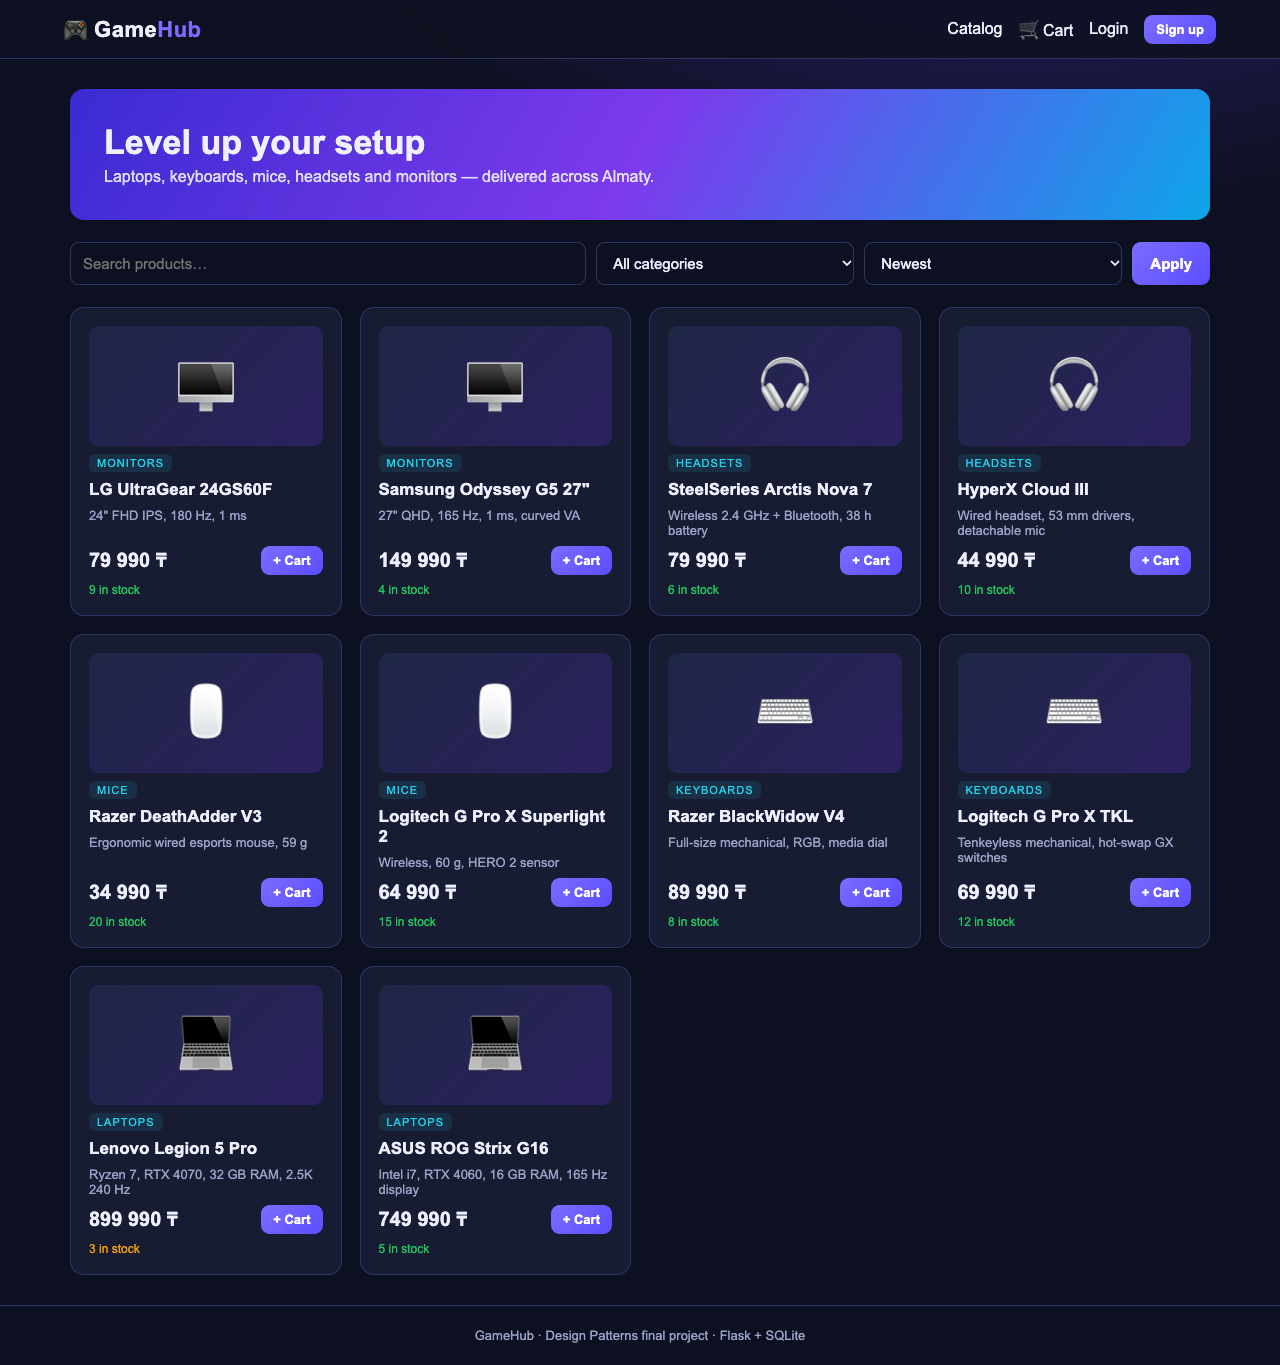 GameHub
Catalog
Cart
Login
Sign up
Level up your setup
Laptops, keyboards, mice, headsets and monitors — delivered across Almaty.
Search products…
All categories
Newest
Apply
MONITORS
LG UltraGear 24GS60F
24" FHD IPS, 180 Hz, 1 ms
79 990 ₸
+ Cart
9 in stock
MONITORS
Samsung Odyssey G5 27"
27" QHD, 165 Hz, 1 ms, curved VA
149 990 ₸
+ Cart
4 in stock
HEADSETS
SteelSeries Arctis Nova 7
Wireless 2.4 GHz + Bluetooth, 38 h
battery
79 990 ₸
+ Cart
6 in stock
HEADSETS
HyperX Cloud III
Wired headset, 53 mm drivers,
detachable mic
44 990 ₸
+ Cart
10 in stock
MICE
Razer DeathAdder V3
Ergonomic wired esports mouse, 59 g
34 990 ₸
+ Cart
20 in stock
MICE
Logitech G Pro X Superlight
2
Wireless, 60 g, HERO 2 sensor
64 990 ₸
+ Cart
15 in stock
KEYBOARDS
Razer BlackWidow V4
Full-size mechanical, RGB, media dial
89 990 ₸
+ Cart
8 in stock
KEYBOARDS
Logitech G Pro X TKL
Tenkeyless mechanical, hot-swap GX
switches
69 990 ₸
+ Cart
12 in stock
LAPTOPS
Lenovo Legion 5 Pro
Ryzen 7, RTX 4070, 32 GB RAM, 2.5K
240 Hz
899 990 ₸
+ Cart
3 in stock
LAPTOPS
ASUS ROG Strix G16
Intel i7, RTX 4060, 16 GB RAM, 165 Hz
display
749 990 ₸
+ Cart
5 in stock
GameHub · Design Patterns final project · Flask + SQLite